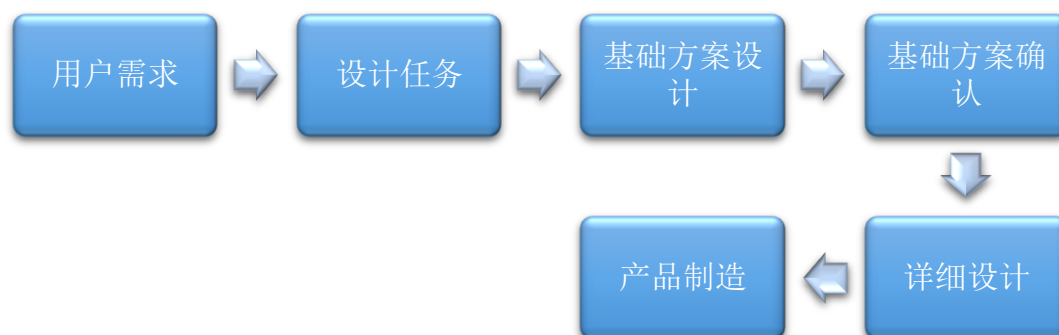 用户需求
设计任务
基础方案设
计
基础方案确
认
详细设计
产品制造